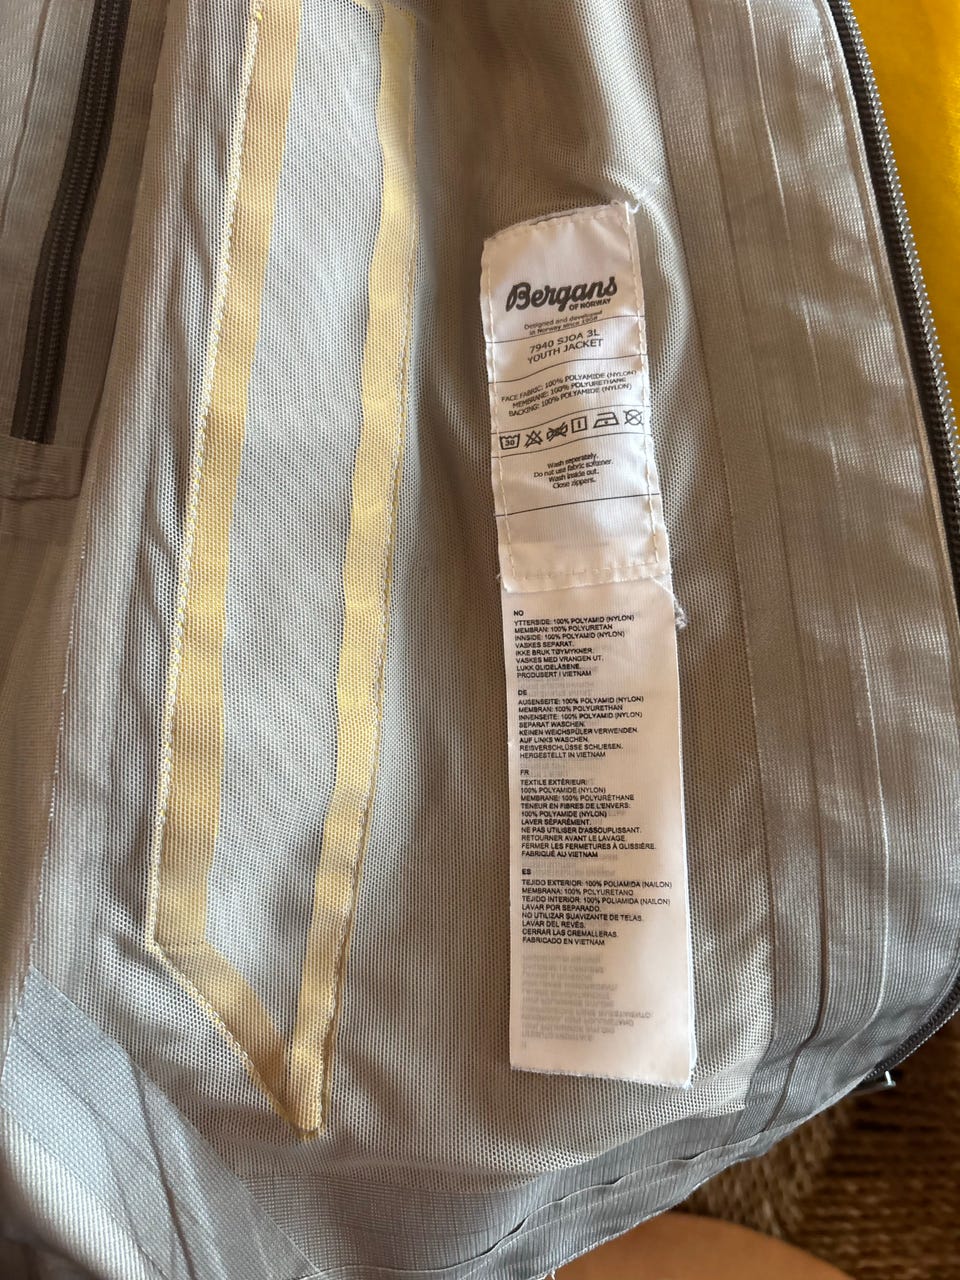 Bergans
OF NORWAY
Designed and developed
in Norway since 1908
7940 SJOA 3L
YOUTH JACKET
FACE FABRIC: 100% POLYAMIDE (NYLON)
MEMBRANE: 100% POLYURETHANE
BACKING: 100% POLYAMIDE (NYLON)
30
Wash seperately.
Do not use fabric softener.
Wash inside out.
Close zippers.
NO
YTTERSIDE: 100% POLYAMID (NYLON)
MEMBRAN: 100% POLYURETAN
INNSIDE: 100% POLYAMID (NYLON)
VASKES SEPARAT.
IKKE BRUK TØYMYKNER.
VASKES MED VRANGEN UT.
LUKK GLIDELÅSENE.
PRODUSERT I VIETNAM
DE
AUßENSEITE: 100% POLYAMID (NYLON)
MEMBRAN: 100% POLYURETHAN
INNENSEITE: 100% POLYAMID (NYLON)
SEPARAT WASCHEN.
KEINEN WEICHSPÜLER VERWENDEN.
AUF LINKS WASCHEN.
REISVERSCHLÜSSE SCHLIESEN.
HERGESTELLT IN VIETNAM
FR
TEXTILE EXTÉRIEUR:
100% POLYAMIDE (NYLON)
MEMBRANE: 100% POLYURÉTHANE
TENEUR EN FIBRES DE L'ENVERS:
100% POLYAMIDE (NYLON)
LAVER SÉPARÉMENT.
NE PAS UTILISER D'ASSOUPLISSANT.
RETOURNER AVANT LE LAVAGE.
FERMER LES FERMETURES À GLISSIÈRE.
FABRIQUÉ AU VIETNAM
ES
TEJIDO EXTERIOR: 100% POLIAMIDA (NAILON)
MEMBRANA: 100% POLYURETANO
TEJIDO INTERIOR: 100% POLIAMIDA (NAILON)
LAVAR POR SEPARADO.
NO UTILIZAR SUAVIZANTE DE TELAS.
LAVAR DEL REVÉS.
CERRAR LAS CREMALLERAS.
FABRICADO EN VIETNAM